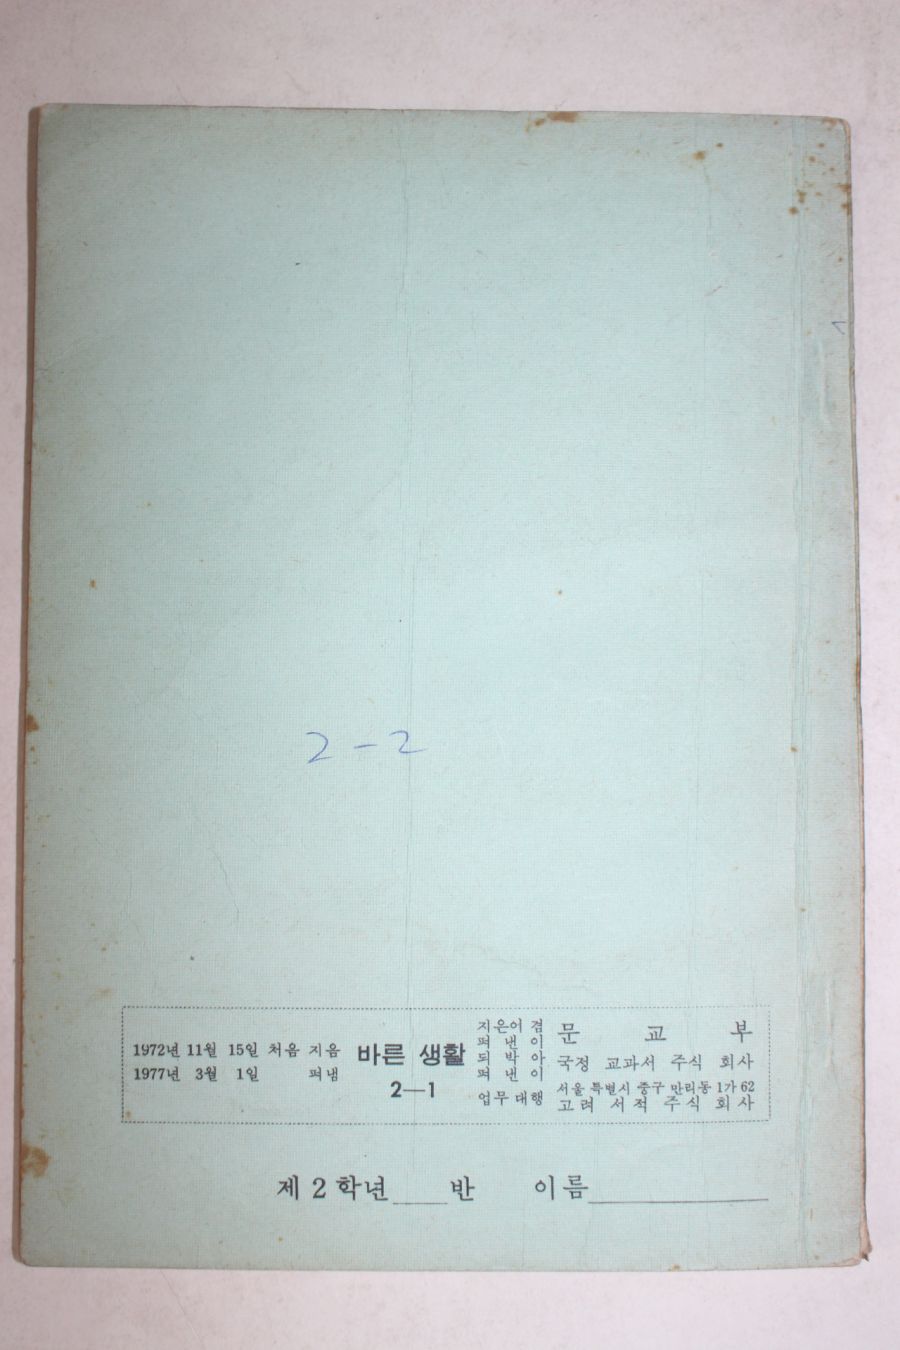 2-2
1972년 11월 15일 처음 지음
1977년 3월 1일 펴냄
바른 생활
2—1
지은이 겸
펴 낸 이
문 교 부
되 박 아
펴 낸 이
국정 교과서 주식 회사
업무 대행
서울 특별시 중구 만리동 1가 62
고려 서적 주식 회사
제 2 학년 반 이름